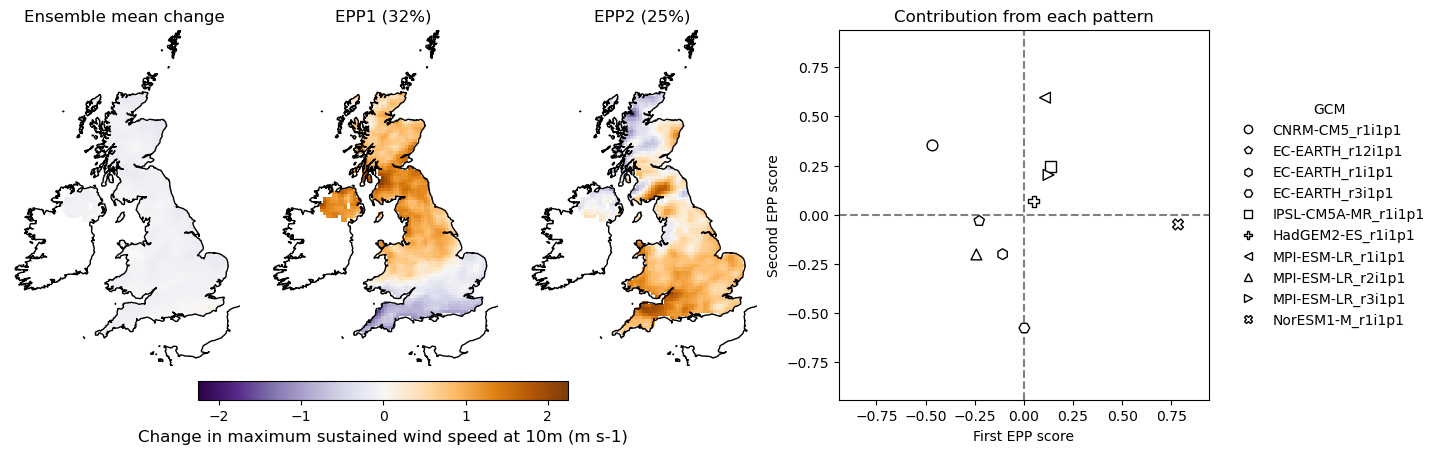 Ensemble mean change
EPP1 (32%)
EPP2 (25%)
Contribution from each pattern
−2
−1
0
1
2
Change in maximum sustained wind speed at 10m (m s-1)
Second EPP score
0.75
0.50
0.25
0.00
−0.25
−0.50
−0.75
−0.75
−0.50
−0.25
0.00
0.25
0.50
0.75
First EPP score
GCM
CNRM-CM5_r1i1p1
EC-EARTH_r12i1p1
EC-EARTH_r1i1p1
EC-EARTH_r3i1p1
IPSL-CM5A-MR_r1i1p1
HadGEM2-ES_r1i1p1
MPI-ESM-LR_r1i1p1
MPI-ESM-LR_r2i1p1
MPI-ESM-LR_r3i1p1
NorESM1-M_r1i1p1